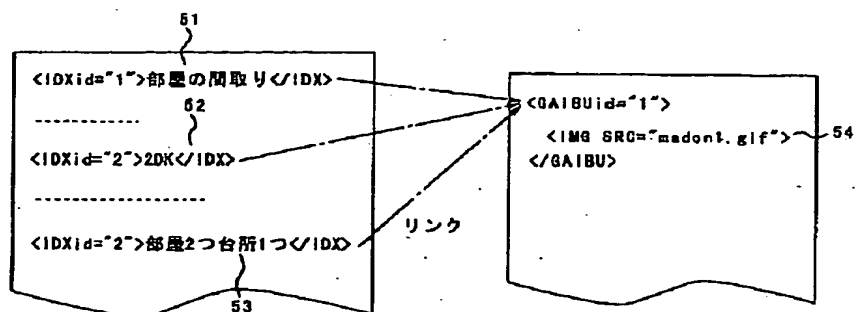 51
<IDXid="1">部屋の間取り</IDX>
52
<IDXid="2">2DK</IDX>
<IDXid="2">部屋2つ台所1つ</IDX>
53
リンク
<GAIBUid="1">
<IMG SRC="madori.gif">
54
</GAIBU>